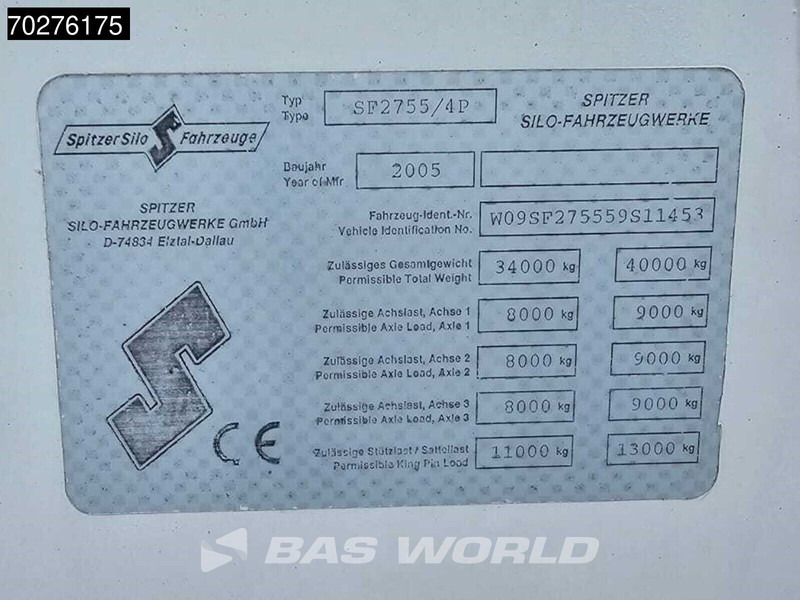 70276175
SpitzerSilo Fahrzeuge
SPITZER
SILO-FAHRZEUGWERKE GmbH
D-74834 Elztal-Dallau
Typ
Type
SF2755/4P
SPITZER
SILO-FAHRZEUGWERKE
Baujahr
Year of Mfr
2005
Fahrzeug-Ident.-Nr.
Vehicle Identification No.
W09SF275559S11453
Zulässiges Gesamtgewicht
Permissible Total Weight
34000 kg 40000 kg
Zulässige Achslast, Achse 1
Permissible Axle Load, Axle 1
8000 kg 9000 kg
Zulässige Achslast, Achse 2
Permissible Axle Load, Axle 2
8000 kg 9000 kg
Zulässige Achslast, Achse 3
Permissible Axle Load, Axle 3
8000 kg 9000 kg
Zulässige Stützlast / Sattellast
Permissible King Pin Load
11000 kg 13000 kg
CE
BAS WORLD